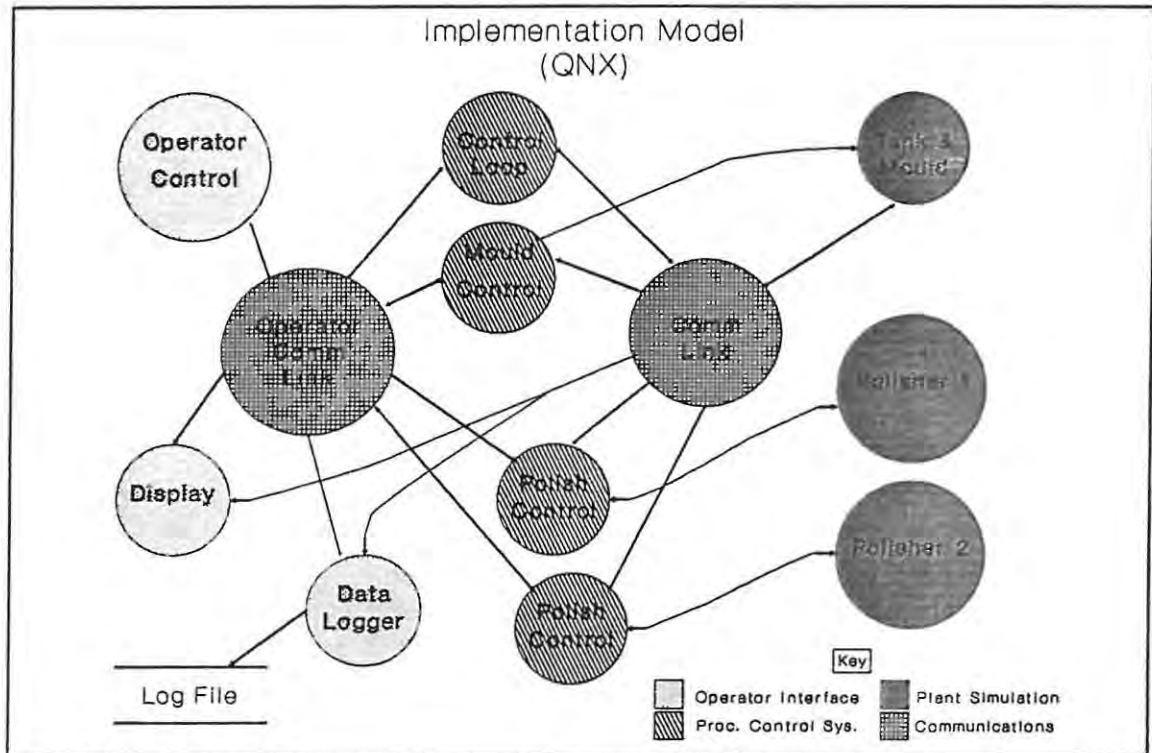 Implementation Model
(QNX)
Operator
Control
Control
Loop
Tank &
Mould
Mould
Control
Operator
Comm
Link
Comm
Link
Polisher 1
Display
Polish
Control
Polisher 2
Data
Logger
Polish
Control
Log File
Key
Operator Interface
Plant Simulation
Proc. Control Sys.
Communications